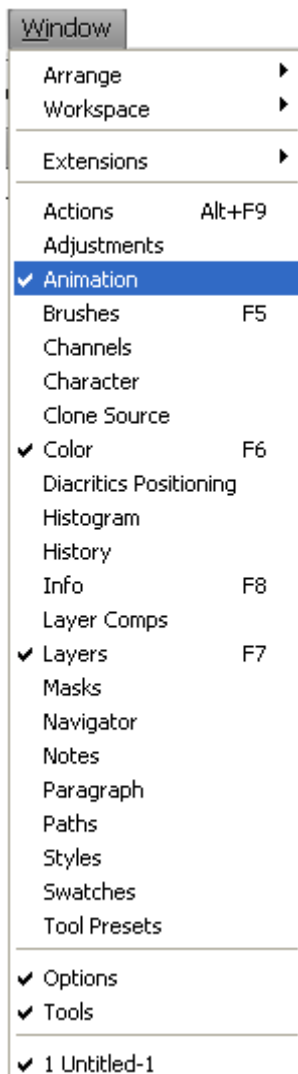 Window
Arrange
Workspace
Extensions
Actions Alt+F9
Adjustments
Animation
Brushes F5
Channels
Character
Clone Source
Color F6
Diacritics Positioning
Histogram
History
Info F8
Layer Comps
Layers F7
Masks
Navigator
Notes
Paragraph
Paths
Styles
Swatches
Tool Presets
Options
Tools
1 Untitled-1